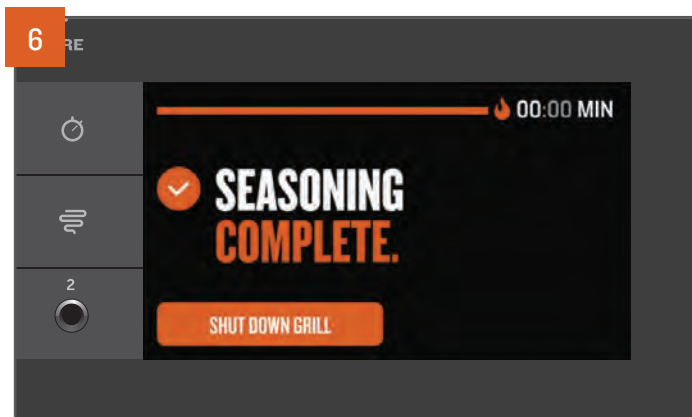 6
RE
00:00 MIN
SEASONING
COMPLETE.
2
SHUT DOWN GRILL